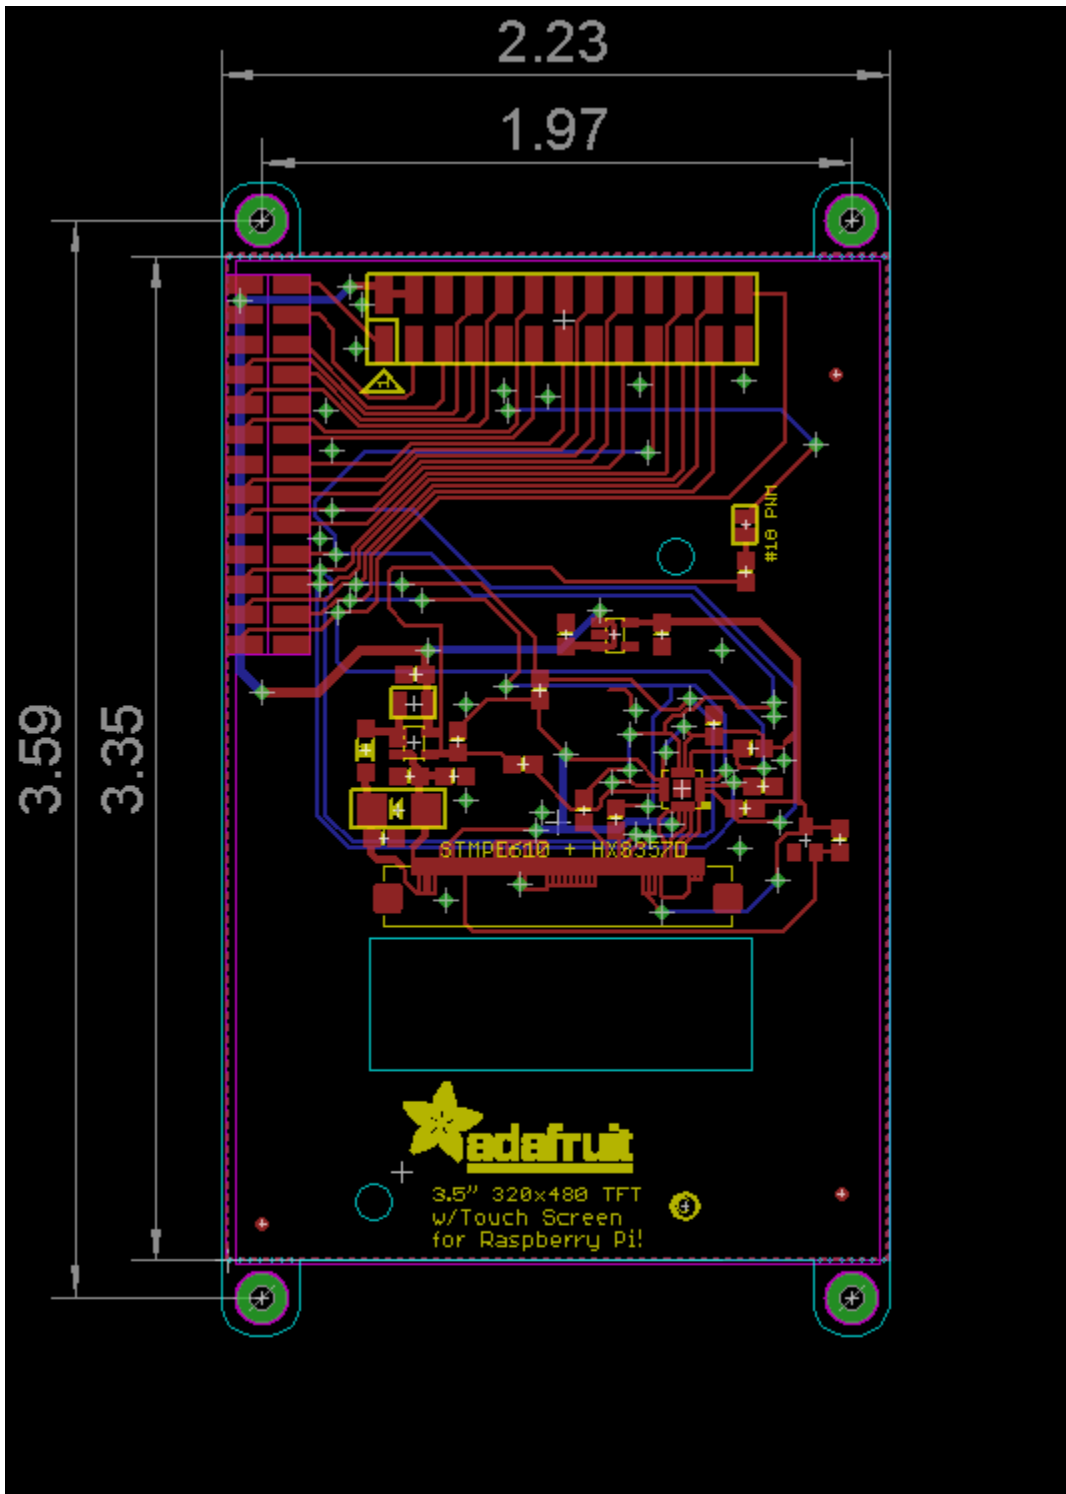 2.23
1.97
#18 PWM
3.59
3.35
STMPE610 + HX8357D
adafruit
3.5" 320x480 TFT
w/Touch Screen
for Raspberry Pi!